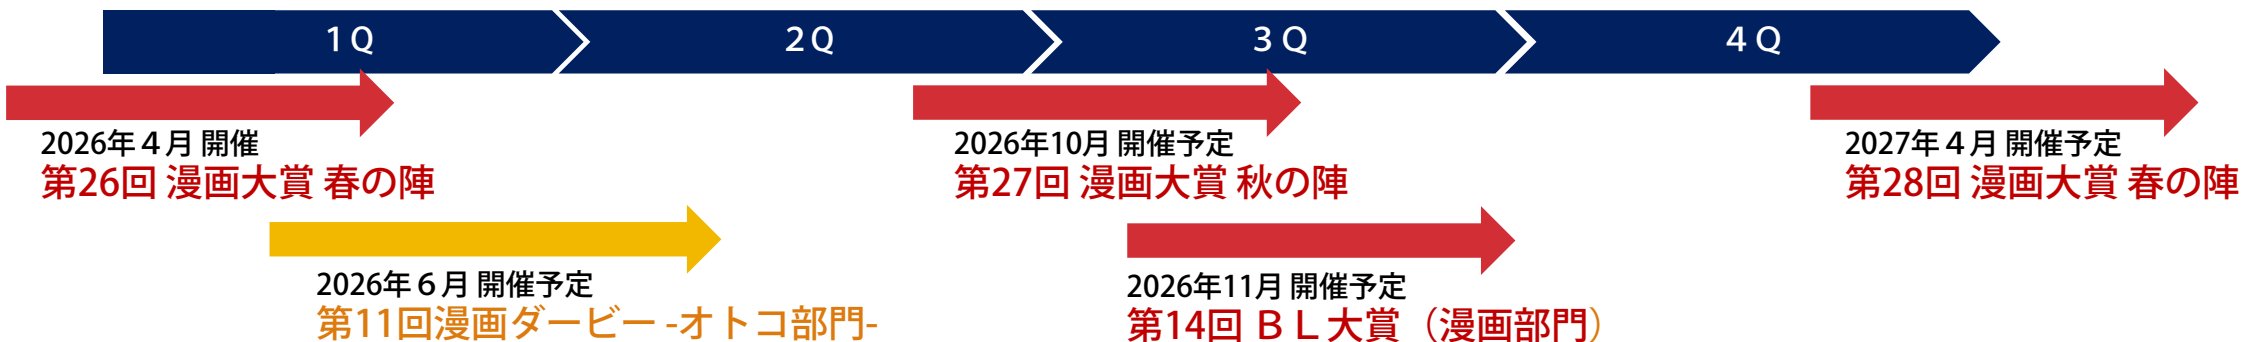 １Ｑ
２Ｑ
３Ｑ
４Ｑ
2026年４月 開催
第26回 漫画大賞 春の陣
2026年10月 開催予定
第27回 漫画大賞 秋の陣
2027年４月 開催予定
第28回 漫画大賞 春の陣
2026年６月 開催予定
第11回漫画ダービー -オトコ部門-
2026年11月 開催予定
第14回 ＢＬ大賞（漫画部門）